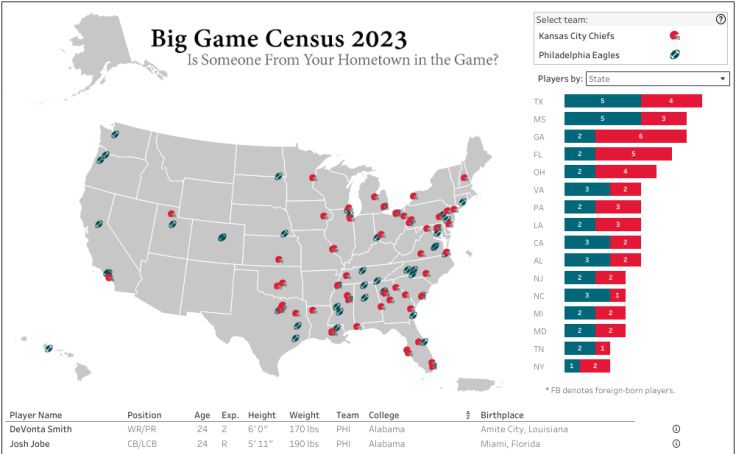 Big Game Census 2023
Is Someone From Your Hometown in the Game?
Select team:
?
Kansas City Chiefs
Philadelphia Eagles
Players by: State
TX 5 4
MS 5 3
GA 2 6
FL 2 5
OH 2 4
VA 3 2
PA 2 3
LA 2 3
CA 3 2
AL 3 2
NJ 2 2
NC 3 1
MI 2 2
MD 2 2
TN 2 1
NY 1 2
* FB denotes foreign-born players.
Player Name Position Age Exp. Height Weight Team College Birthplace
DeVonta Smith WR/PR 24 2 6' 0" 170 lbs PHI Alabama Amite City, Louisiana
Josh Jobe CB/LCB 24 R 5' 11" 190 lbs PHI Alabama Miami, Florida